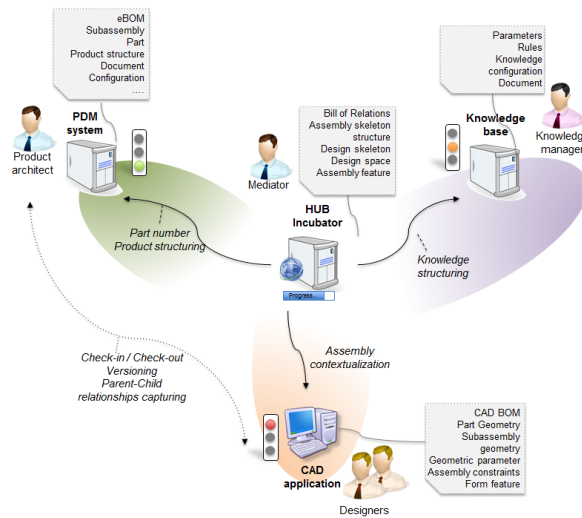 eBOM
Subassembly
Part
Product structure
Document
Configuration
....
PDM
system
Product
architect
Parameters
Rules
Knowledge
configuration
Document
Knowledge
base
Knowledge
manager
Bill of Relations
Assembly skeleton
structure
Design skeleton
Design space
Assembly feature
Mediator
HUB
Incubator
Progress...
Part number
Product structuring
Knowledge
structuring
Assembly
contextualization
Check-in / Check-out
Versioning
Parent-Child
relationships capturing
CAD
application
Designers
CAD BOM
Part Geometry
Subassembly
geometry
Geometric parameter
Assembly constraints
Form feature